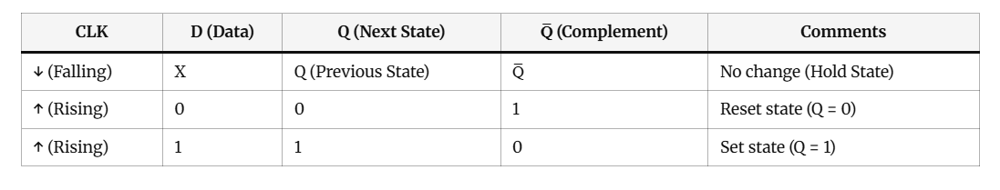 CLK D (Data) Q (Next State) Q̅ (Complement) Comments
↓ (Falling) X Q (Previous State) Q̅ No change (Hold State)
↑ (Rising) 0 0 1 Reset state (Q = 0)
↑ (Rising) 1 1 0 Set state (Q = 1)